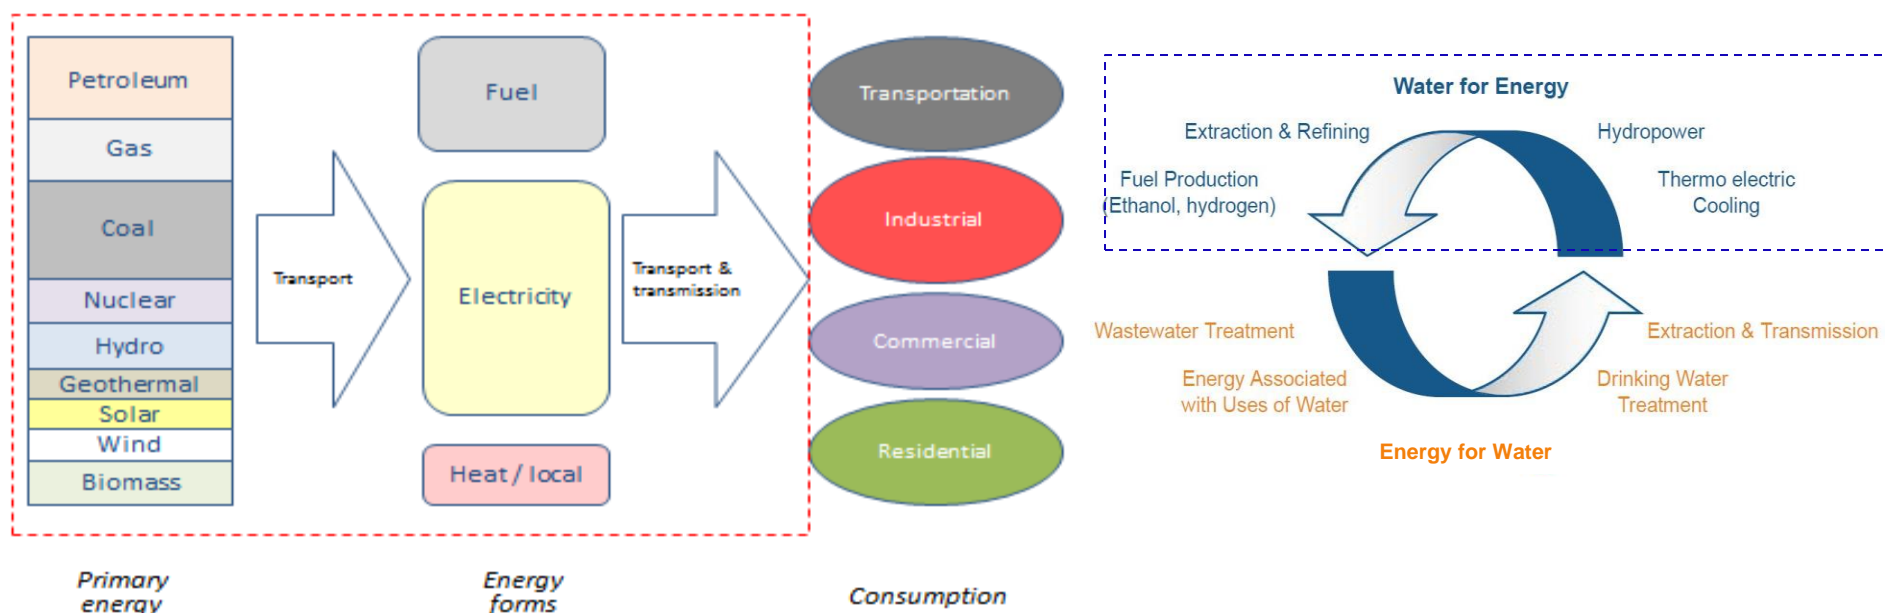 Petroleum
Gas
Coal
Nuclear
Hydro
Geothermal
Solar
Wind
Biomass
Transport
Fuel
Electricity
Heat / local
Transport &
transmission
Transportation
Industrial
Commercial
Residential
Primary
energy
Energy
forms
Consumption
Water for Energy
Extraction & Refining
Hydropower
Fuel Production
(Ethanol, hydrogen)
Thermo electric
Cooling
Wastewater Treatment
Extraction & Transmission
Energy Associated
with Uses of Water
Drinking Water
Treatment
Energy for Water